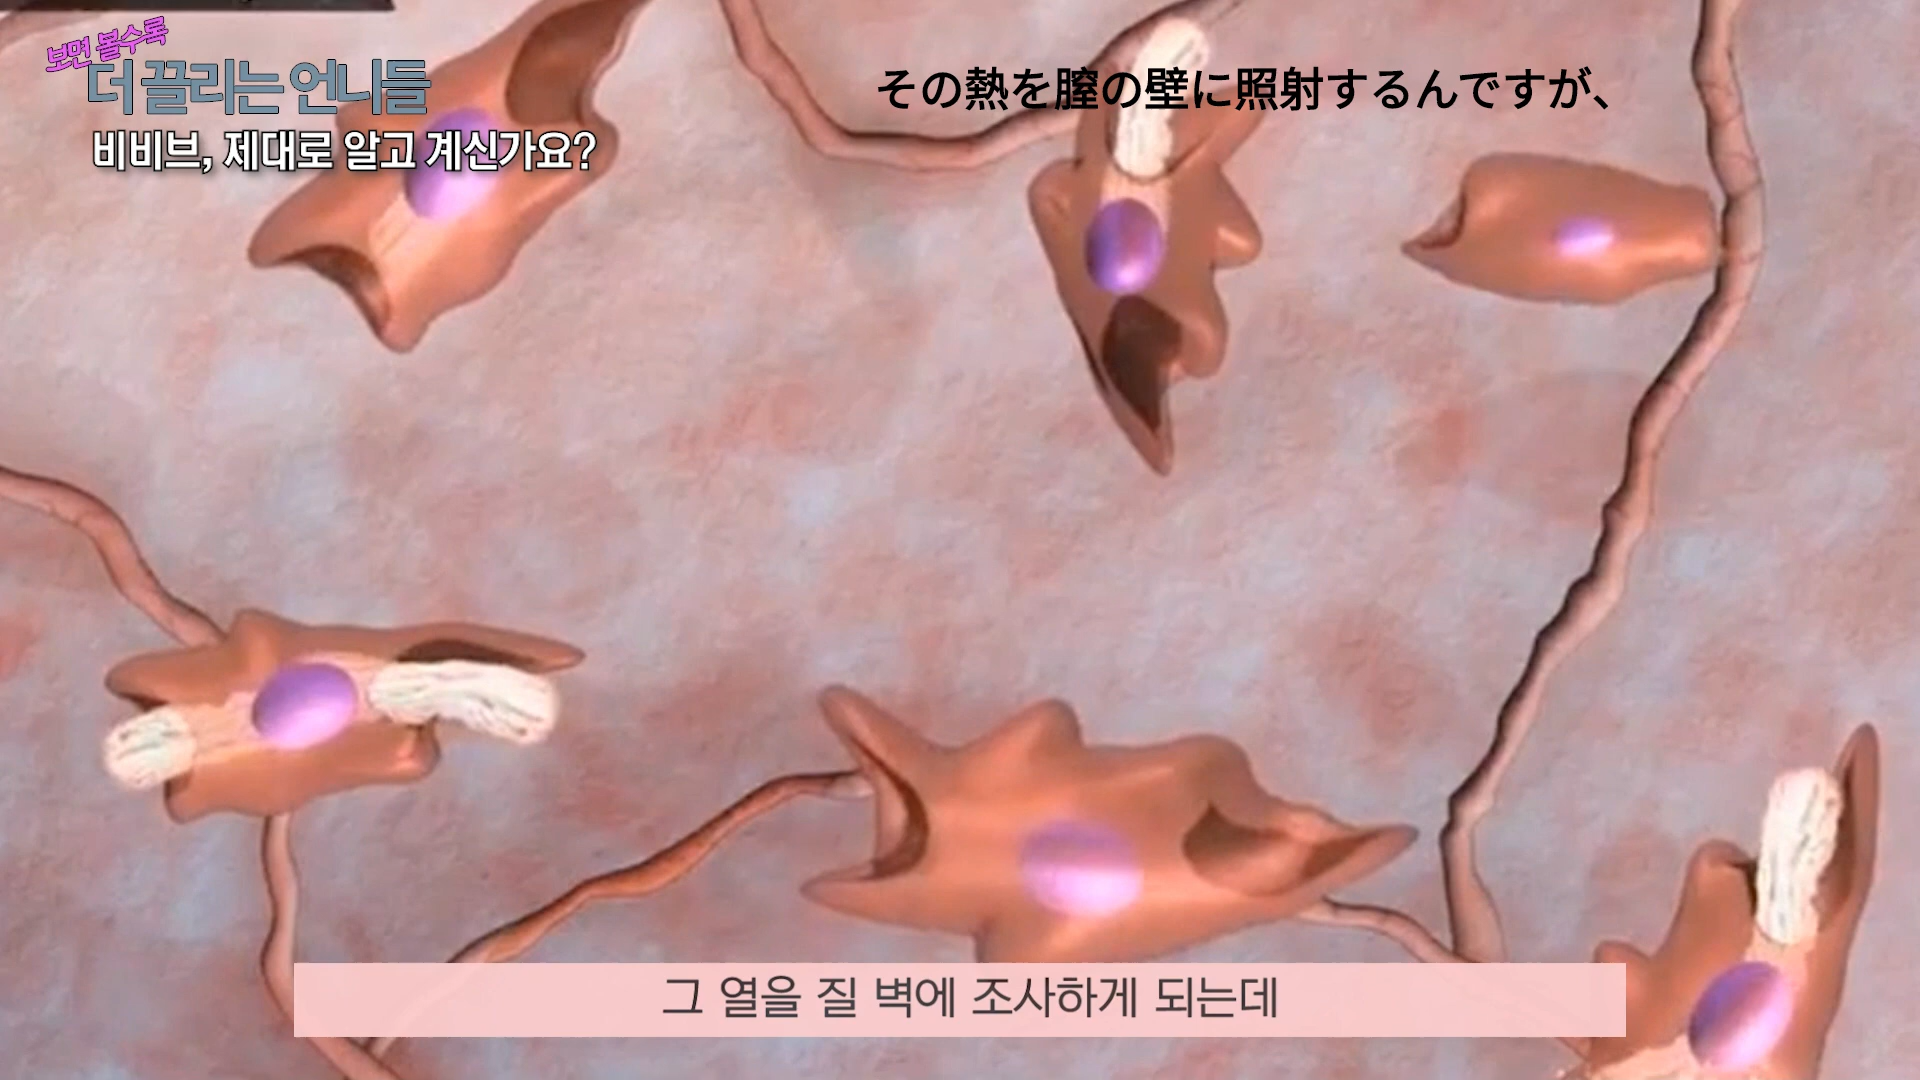 보면 볼수록
더 끌리는 언니들
비비브, 제대로 알고 계신가요?
その熱を膣の壁に照射するんですが、
그 열을 질 벽에 조사하게 되는데